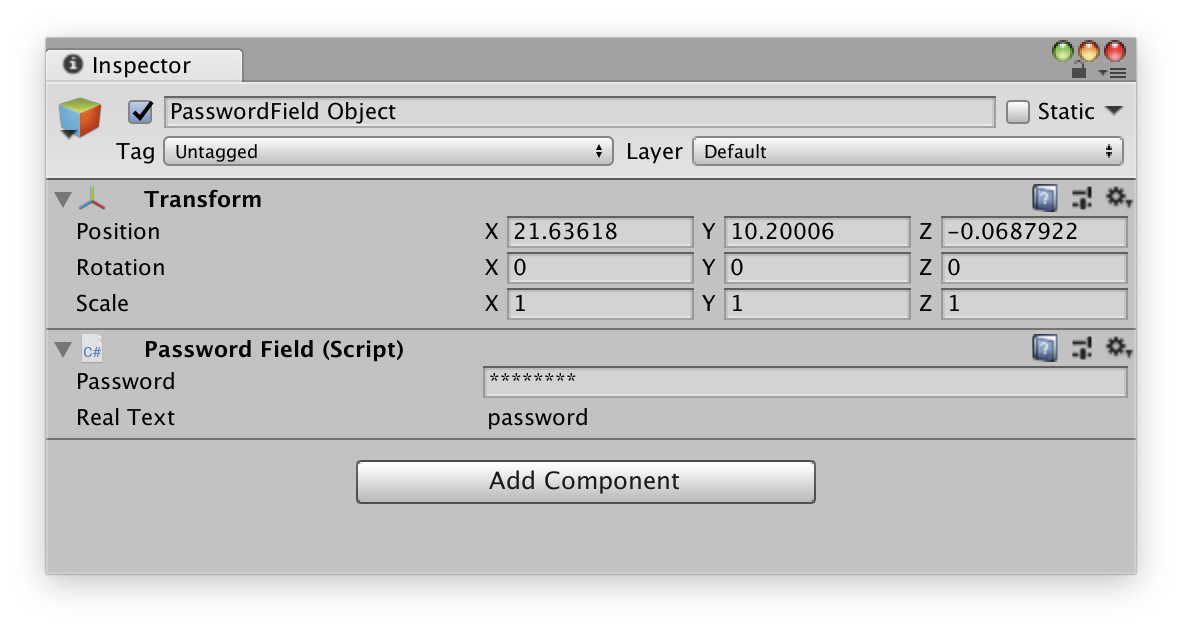 Inspector
PasswordField Object Static
Tag Untagged Layer Default
Transform
Position X 21.63618 Y 10.20006 Z -0.0687922
Rotation X 0 Y 0 Z 0
Scale X 1 Y 1 Z 1
C# Password Field (Script)
Password ********
Real Text password
Add Component